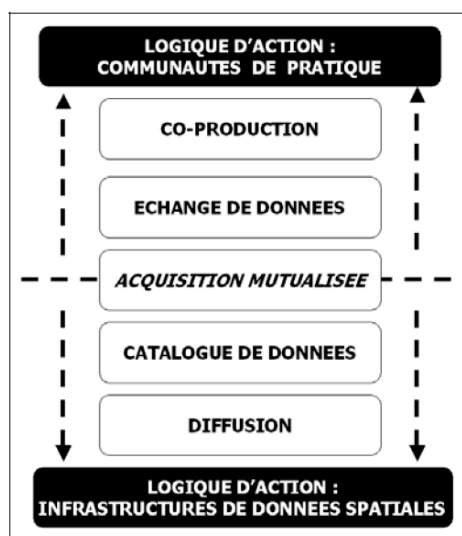 LOGIQUE D'ACTION :
COMMUNAUTES DE PRATIQUE
CO-PRODUCTION
ECHANGE DE DONNEES
ACQUISITION MUTUALISEE
CATALOGUE DE DONNEES
DIFFUSION
LOGIQUE D'ACTION :
INFRASTRUCTURES DE DONNEES SPATIALES